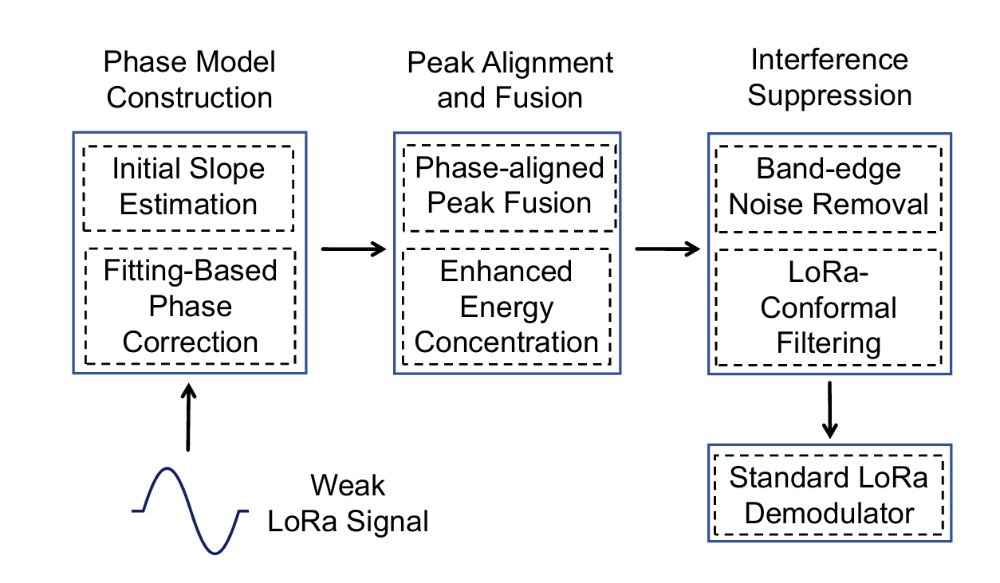 Phase Model
Construction
Initial Slope
Estimation
Fitting-Based
Phase
Correction
Peak Alignment
and Fusion
Phase-aligned
Peak Fusion
Enhanced
Energy
Concentration
Interference
Suppression
Band-edge
Noise Removal
LoRa-
Conformal
Filtering
Weak
LoRa Signal
Standard LoRa
Demodulator